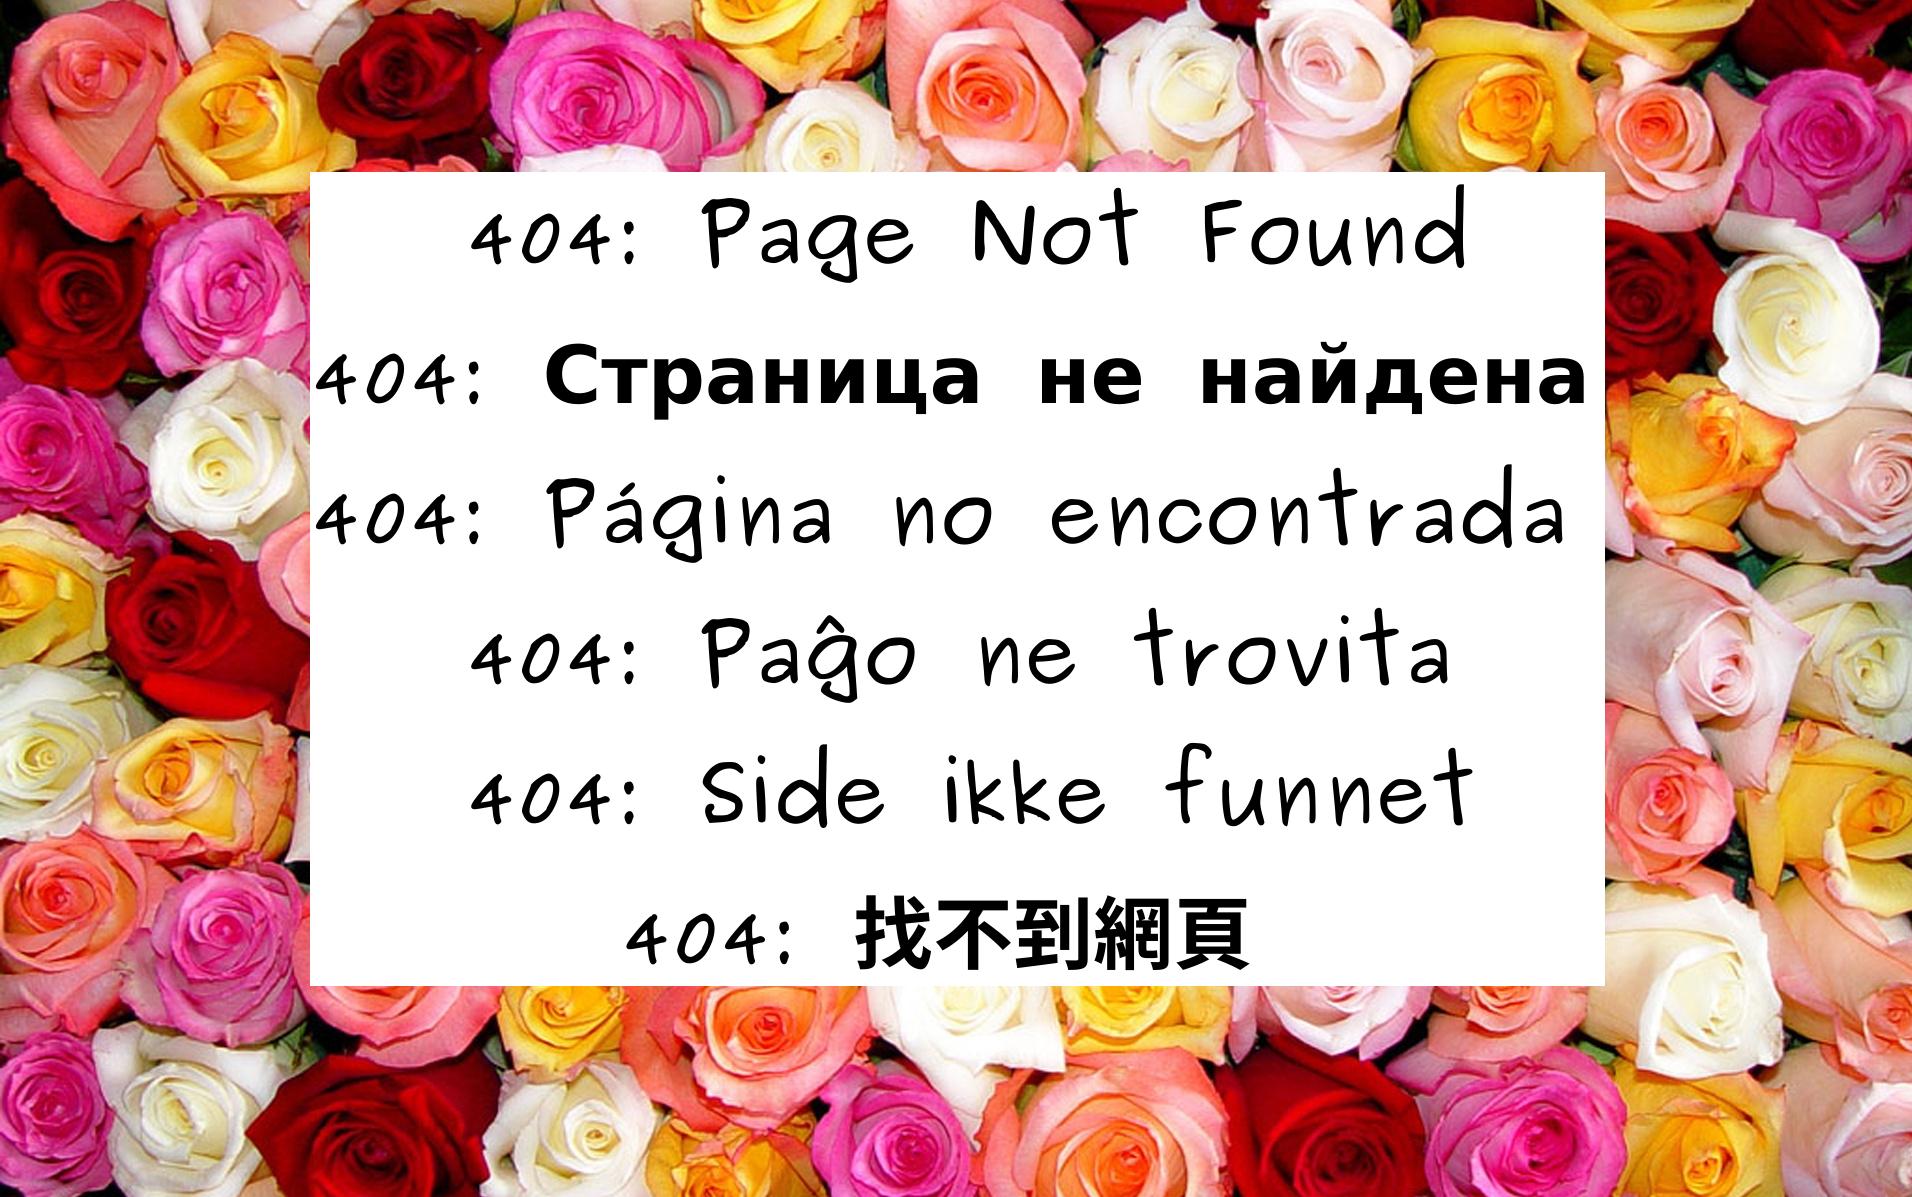 404: Page Not Found
404: Страница не найдена
404: Página no encontrada
404: Paĝo ne trovita
404: Side ikke funnet
404: 找不到網頁